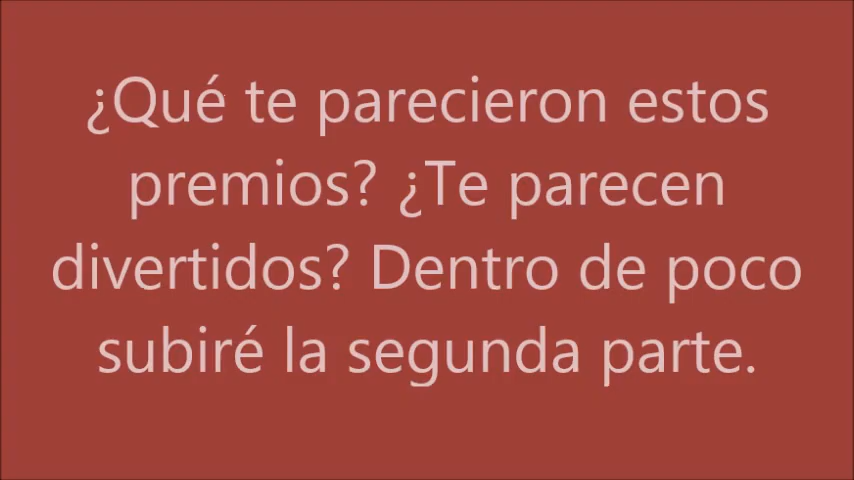 ¿Qué te parecieron estos
premios? ¿Te parecen
divertidos? Dentro de poco
subiré la segunda parte.